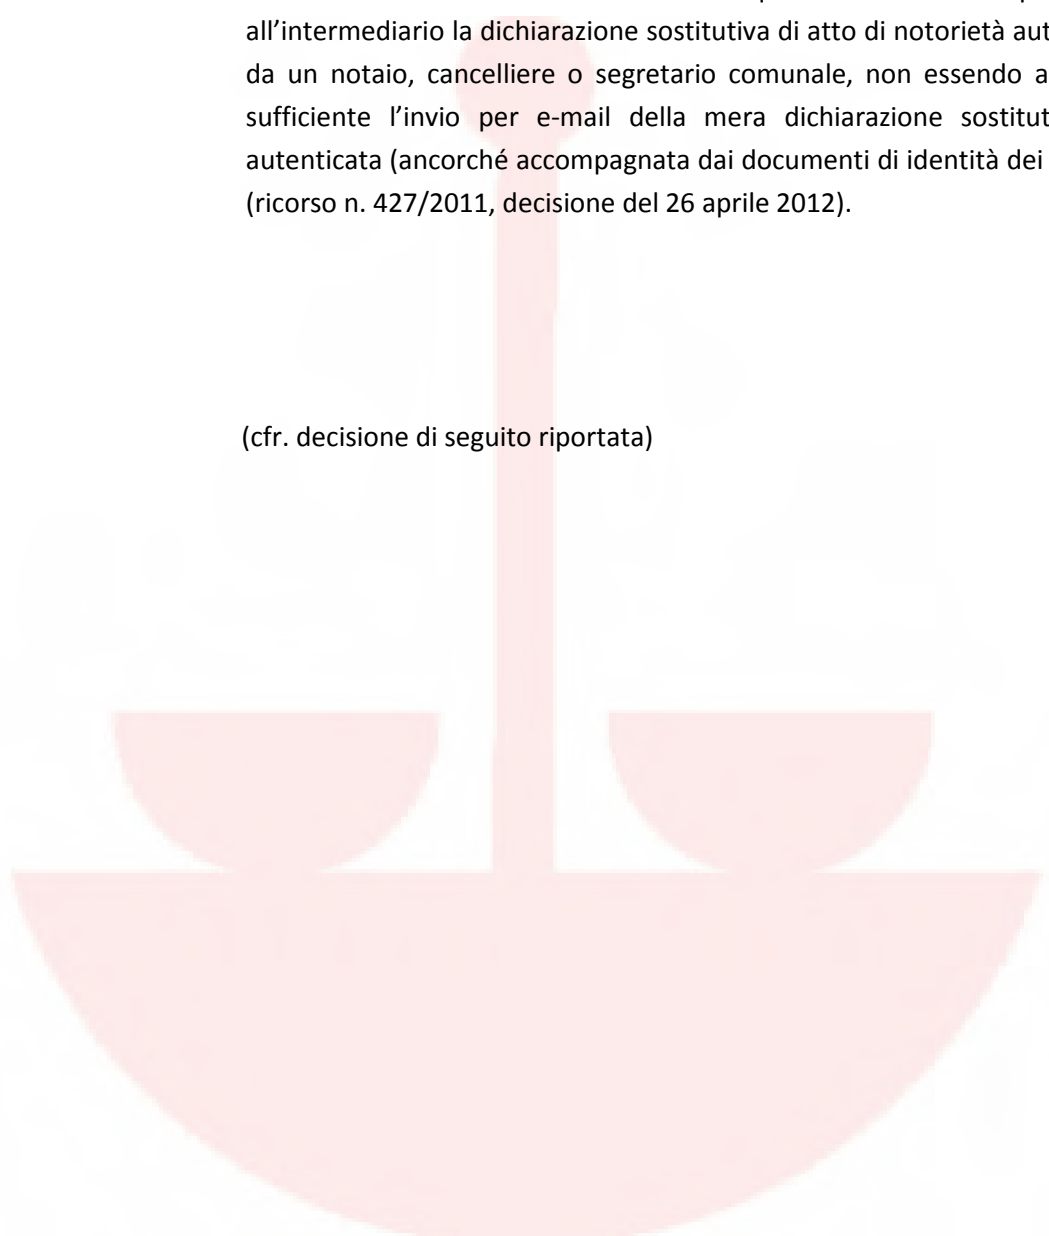 all’intermediario la dichiarazione sostitutiva di atto di notorietà aut
da un notaio, cancelliere o segretario comunale, non essendo a
sufficiente l’invio per e-mail della mera dichiarazione sostitut
autenticata (ancorché accompagnata dai documenti di identità dei
(ricorso n. 427/2011, decisione del 26 aprile 2012).
(cfr. decisione di seguito riportata)